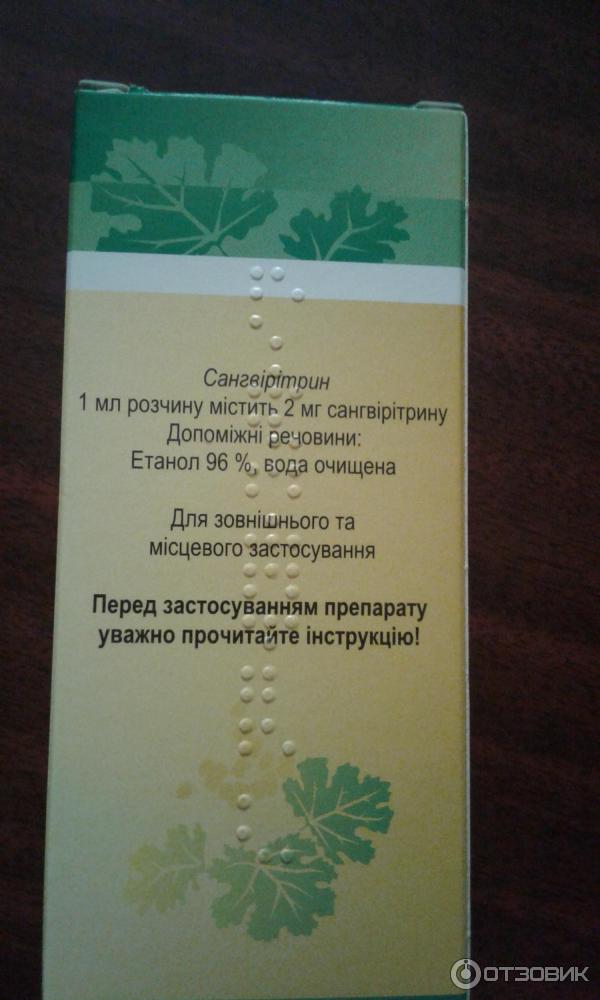 Сангвірітрин
1 мл розчину містить 2 мг сангвірітрину
Допоміжні речовини:
Етанол 96 %, вода очищена
Для зовнішнього та
місцевого застосування
Перед застосуванням препарату
уважно прочитайте інструкцію!
ОТЗОВИК